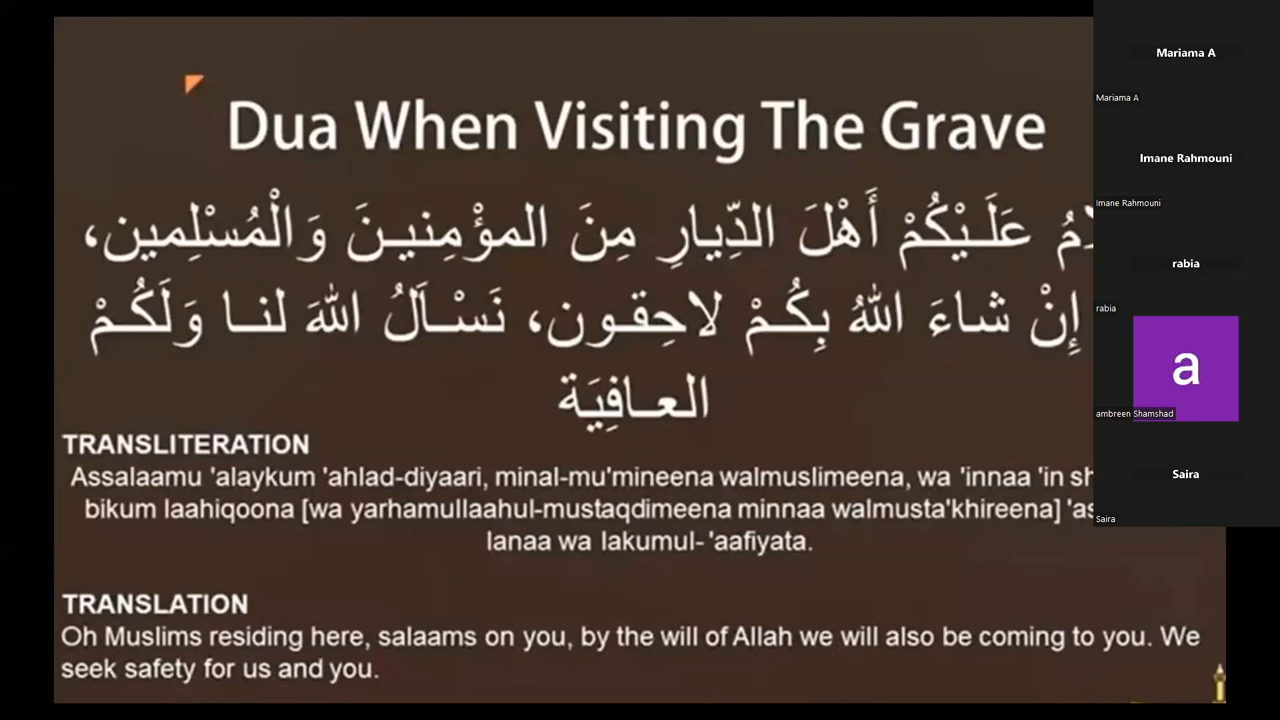 Dua When Visiting The Grave
عَلَـيْكُمْ أَهْلَ الدِّيارِ مِنَ المؤْمِنيـنَ وَالْمُسْلِمين،
إِنْ شاءَ اللهُ بِكُـمْ لاحِقـون، نَسْـاَلُ اللهَ لنـا وَلَكُـمْ
العـافِيَة
TRANSLITERATION
Assalaamu 'alaykum 'ahlad-diyaari, minal-mu'mineena walmuslimeena, wa 'innaa 'in sh
bikum laahiqoona [wa yarhamullaahul-mustaqdimeena minnaa walmusta'khireena] 'as
lanaa wa lakumul- 'aafiyata.
TRANSLATION
Oh Muslims residing here, salaams on you, by the will of Allah we will also be coming to you. We
seek safety for us and you.
Mariama A
Mariama A
Imane Rahmouni
Imane Rahmouni
rabia
rabia
a
ambreen Shamshad
Saira
Saira